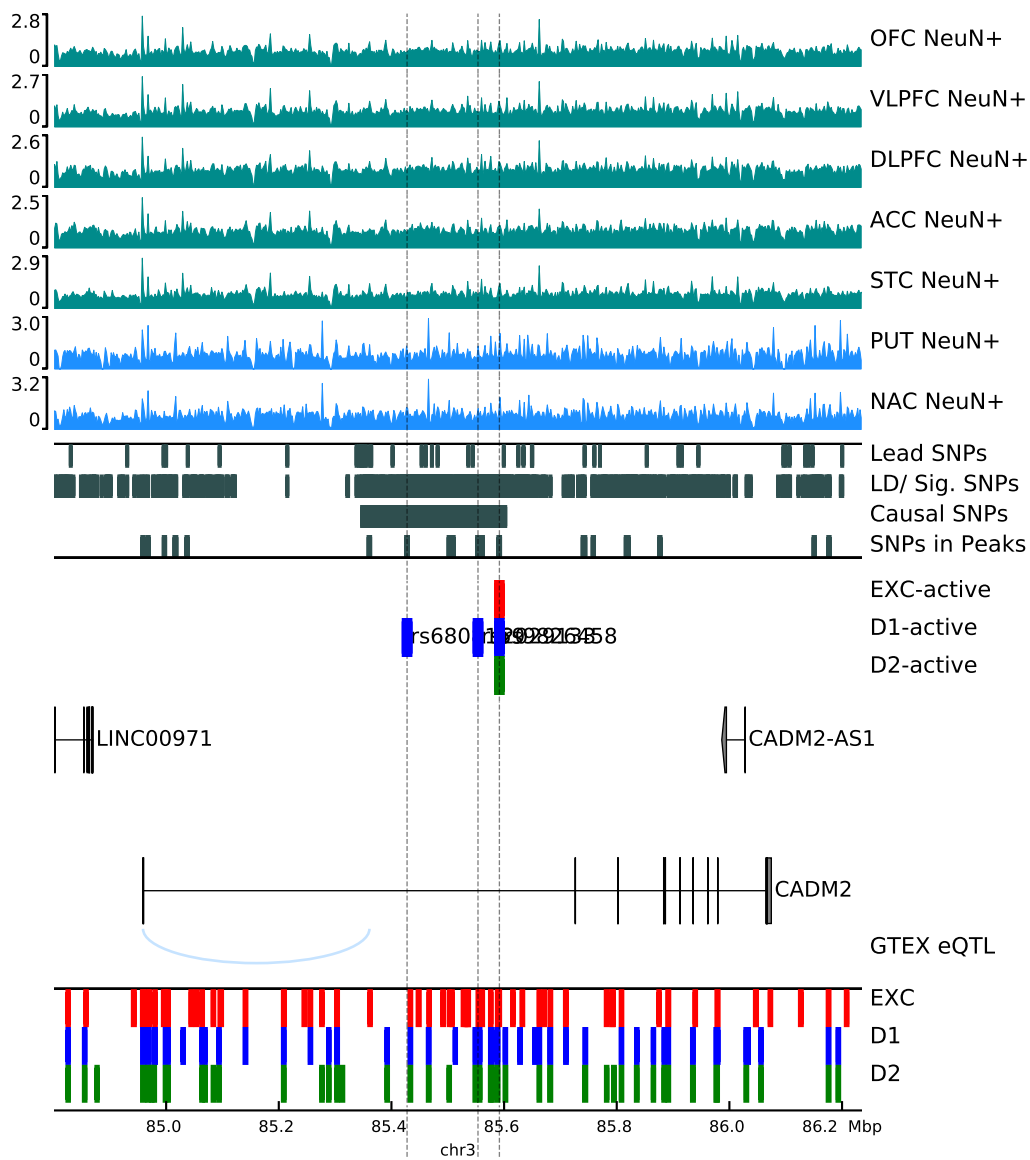 2.8
0
OFC NeuN+
2.7
0
VLPFC NeuN+
2.6
0
DLPFC NeuN+
2.5
0
ACC NeuN+
2.9
0
STC NeuN+
3.0
0
PUT NeuN+
3.2
0
NAC NeuN+
Lead SNPs
LD/ Sig. SNPs
Causal SNPs
SNPs in Peaks
EXC-active
D1-active
D2-active
LINC00971
CADM2-AS1
CADM2
GTEX eQTL
EXC
D1
D2
85.0 85.2 85.4 85.6 85.8 86.0 86.2 Mbp
chr3